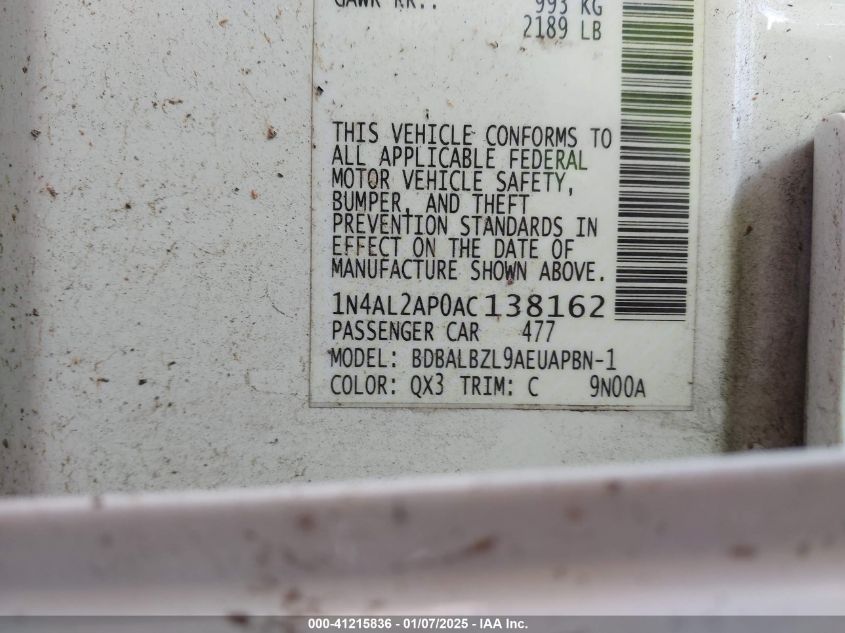 GAWR RR.: 993 KG
2189 LB
THIS VEHICLE CONFORMS TO
ALL APPLICABLE FEDERAL
MOTOR VEHICLE SAFETY,
BUMPER, AND THEFT
PREVENTION STANDARDS IN
EFFECT ON THE DATE OF
MANUFACTURE SHOWN ABOVE.
1N4AL2AP0AC138162
PASSENGER CAR 477
MODEL: BDBALBZL9AEUAPBN-1
COLOR: QX3 TRIM: C 9N00A
000-41215836 - 01/07/2025 - IAA Inc.